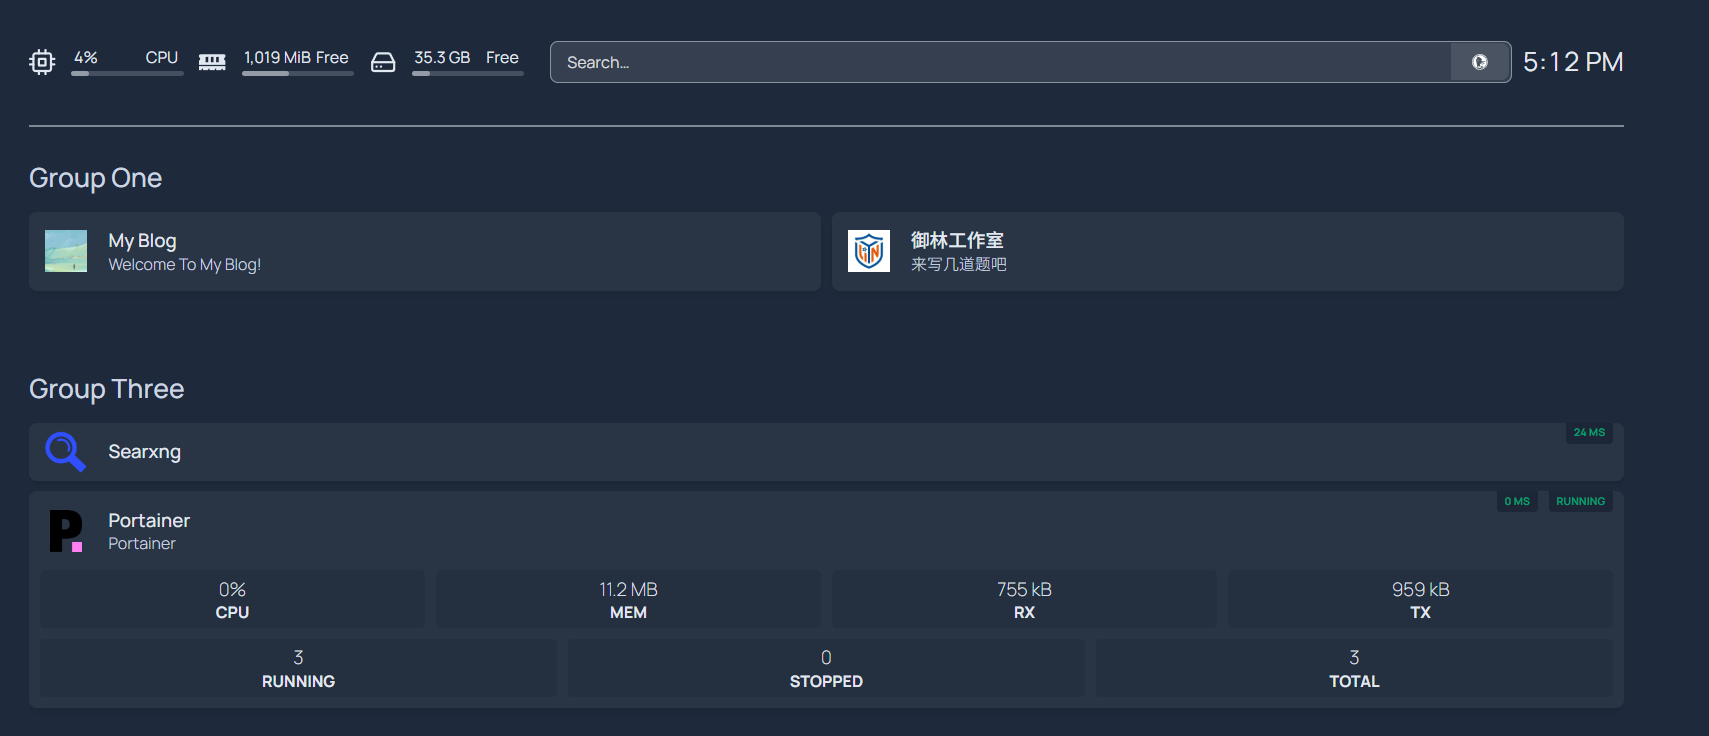 4% CPU 1,019 MiB Free 35.3 GB Free Search... 5:12 PM
Group One
My Blog
Welcome To My Blog!
御林工作室
来写几道题吧
Group Three
Searxng 24 MS
0 MS RUNNING
Portainer
Portainer
0% 11.2 MB 755 kB 959 kB
CPU MEM RX TX
3 0 3
RUNNING STOPPED TOTAL